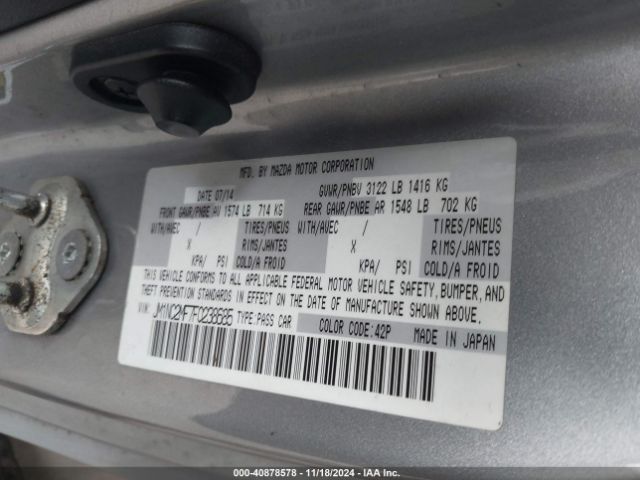 MFD. BY MAZDA MOTOR CORPORATION
DATE 07/14 GVWR/PNBV 3122 LB 1416 KG
FRONT GAWR/PNBE AV 1574 LB 714 KG REAR GAWR/PNBE AR 1548 LB 702 KG
WITH/AVEC / TIRES/PNEUS WITH/AVEC / TIRES/PNEUS
X RIMS/JANTES X RIMS/JANTES
KPA/ PSI COLD/A FROID KPA/ PSI COLD/A FROID
THIS VEHICLE CONFORMS TO ALL APPLICABLE FEDERAL MOTOR VEHICLE SAFETY, BUMPER, AND
THEFT PREVENTION STANDARDS IN EFFECT ON THE DATE OF MANUFACTURE SHOWN ABOVE.
VIN: JM1NC2MF7F0238685 TYPE:PASS CAR COLOR CODE:42P MADE IN JAPAN
000-40878578 - 11/18/2024 - IAA Inc.